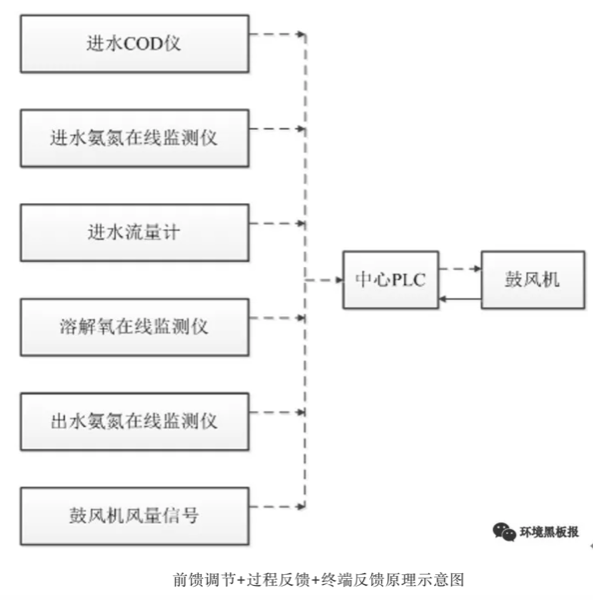 进水COD仪
进水氨氮在线监测仪
进水流量计
溶解氧在线监测仪
出水氨氮在线监测仪
鼓风机风量信号
中心PLC
鼓风机
环境黑板报
前馈调节+过程反馈+终端反馈原理示意图